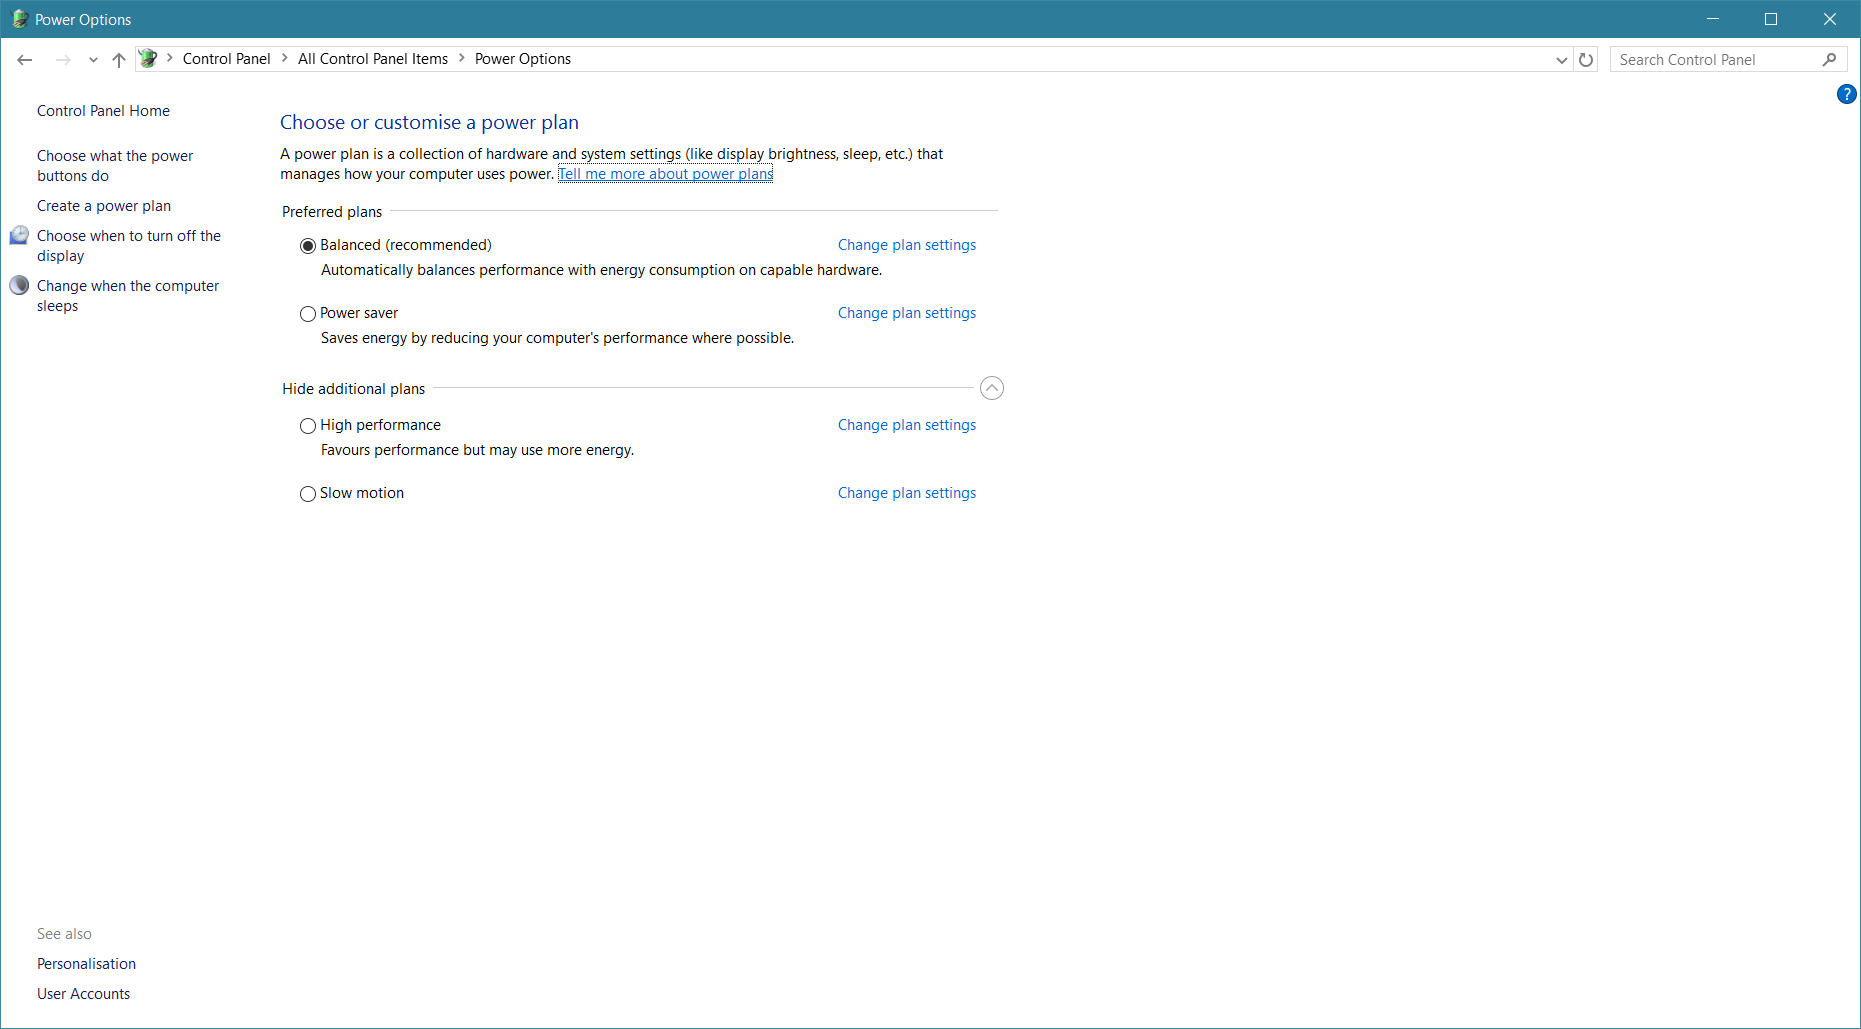 Power Options
Control Panel > All Control Panel Items > Power Options
Search Control Panel
?
Control Panel Home
Choose what the power
buttons do
Create a power plan
Choose when to turn off the
display
Change when the computer
sleeps
Choose or customise a power plan
A power plan is a collection of hardware and system settings (like display brightness, sleep, etc.) that
manages how your computer uses power. Tell me more about power plans
Preferred plans
Balanced (recommended) Change plan settings
Automatically balances performance with energy consumption on capable hardware.
Power saver Change plan settings
Saves energy by reducing your computer's performance where possible.
Hide additional plans
High performance Change plan settings
Favours performance but may use more energy.
Slow motion Change plan settings
See also
Personalisation
User Accounts